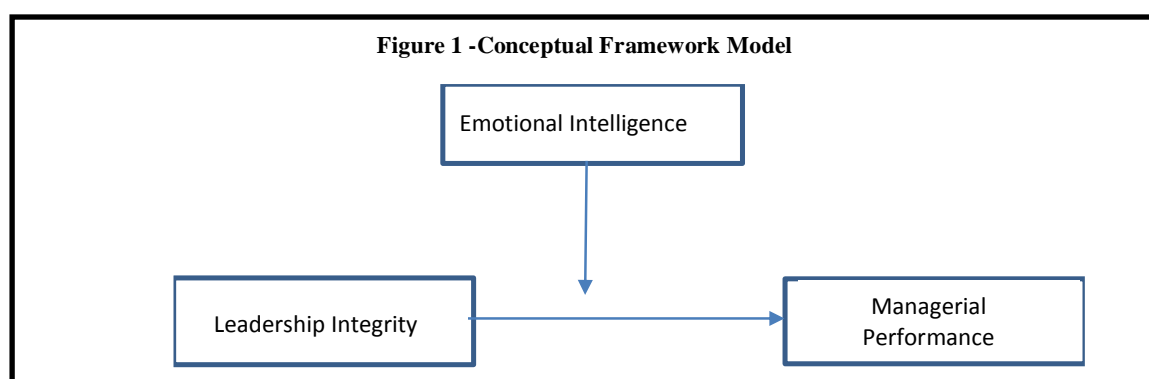 Figure 1 -Conceptual Framework Model
Emotional Intelligence
Leadership Integrity
Managerial
Performance